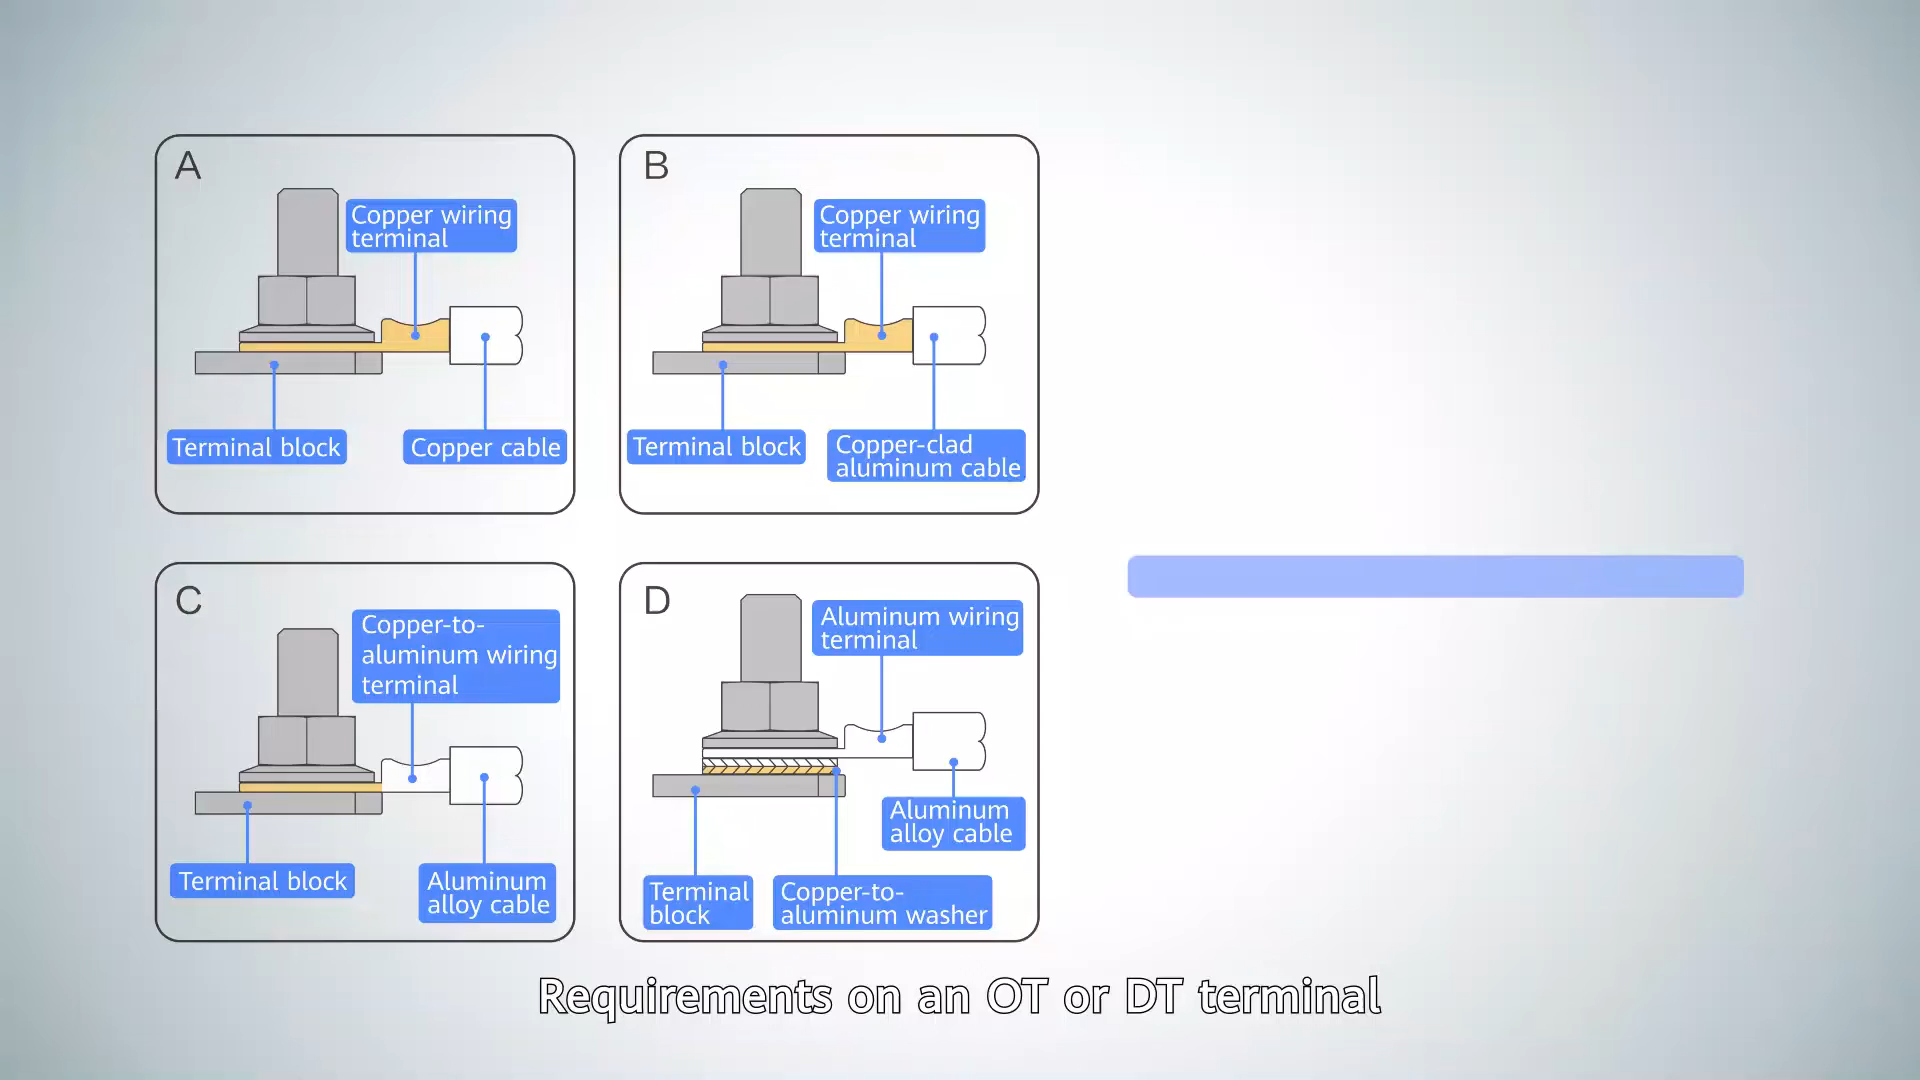 A
Copper wiring
terminal
Terminal block
Copper cable
B
Copper wiring
terminal
Terminal block
Copper-clad
aluminum cable
C
Copper-to-
aluminum wiring
terminal
Terminal block
Aluminum
alloy cable
D
Aluminum wiring
terminal
Aluminum
alloy cable
Terminal
block
Copper-to-
aluminum washer
Requirements on an OT or DT terminal